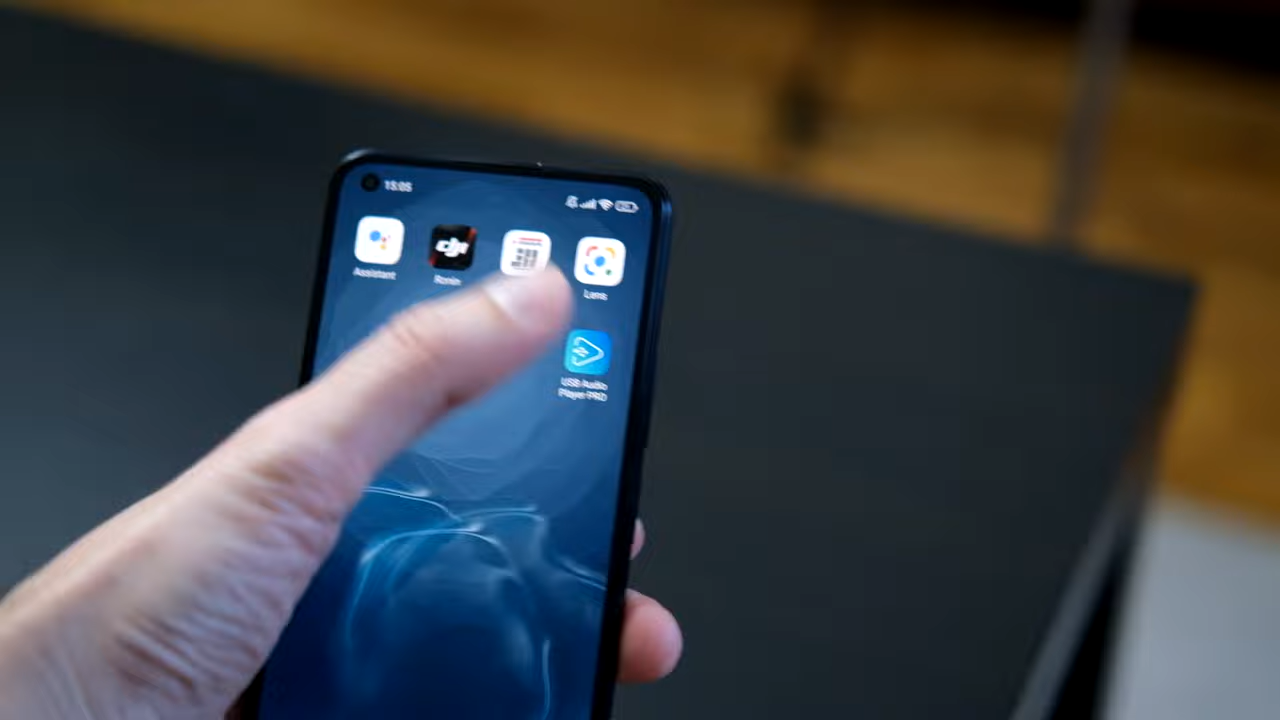 15:05
Assistant
dji
Ronin
Lens
USB Audio
Player PRO